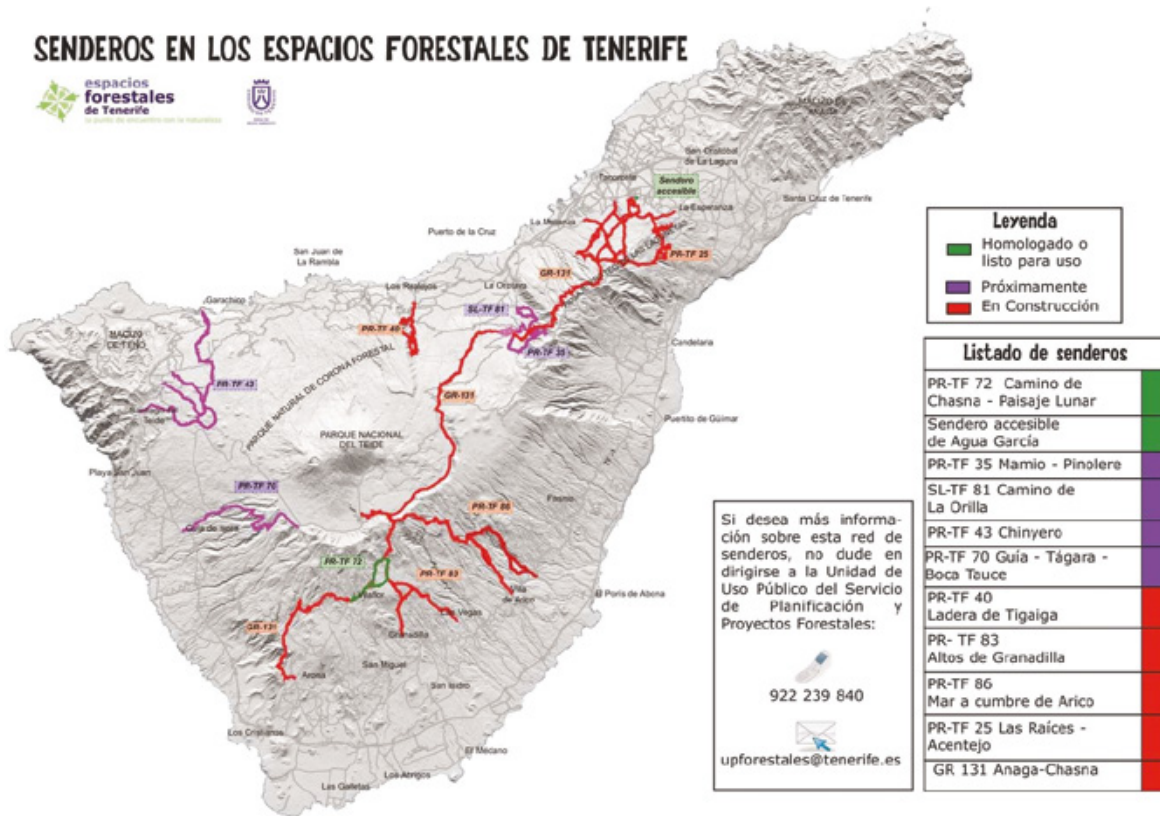 SENDEROS EN LOS ESPACIOS FORESTALES DE TENERIFE
espacios
forestales
de Tenerife
MACIZO DE
San Cristóbal
de La Laguna
Tacoronte
Sendero
accesible
La Esperanza
Santa Cruz de Tenerife
La Matanza
Puerto de la Cruz
PR-TF 25
GR-131
San Juan de
La Rambla
Los Realejos
La Orotava
Garachico
SL-TF 81
PR-TF 40
PR-TF 35
Candelaria
MACIZO
DE TENO
PR-TF 43
Teide
PARQUE NATURAL DE CORONA FORESTAL
GR-131
PARQUE NACIONAL
DEL TEIDE
Puertito de Güímar
Playa San Juan
PR-TF 70
Guía de Isora
PR-TF 86
Fasnia
PR-TF 72
PR-TF 83
Vilaflor
Villa
de Arico
El Porís de Abona
Las Vegas
GR-131
Granadilla
San Miguel
Arona
San Isidro
Los Cristianos
El Médano
Los Abrigos
Las Galletas
Leyenda
Homologado o
listo para uso
Próximamente
En Construcción
Listado de senderos
PR-TF 72 Camino de
Chasna - Paisaje Lunar
Sendero accesible
de Agua García
PR-TF 35 Mamio - Pinolere
SL-TF 81 Camino de
La Orilla
PR-TF 43 Chinyero
PR-TF 70 Guía - Tágara -
Boca Tauce
PR-TF 40
Ladera de Tigaiga
PR- TF 83
Altos de Granadilla
PR-TF 86
Mar a cumbre de Arico
PR-TF 25 Las Raíces -
Acentejo
GR 131 Anaga-Chasna
Si desea más informa-
ción sobre esta red de
senderos, no dude en
dirigirse a la Unidad de
Uso Público del Servicio
de Planificación y
Proyectos Forestales:
922 239 840
upforestales@tenerife.es